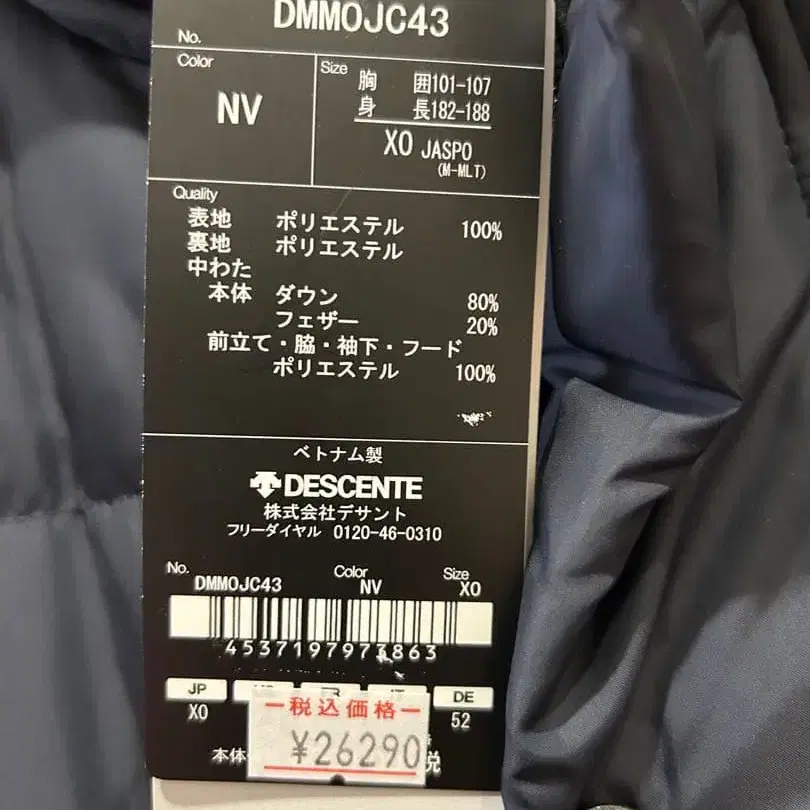 No. DMM0JC43
Color
NV
Size 胸 囲101-107
身 長182-188
XO JASPO
(M-MLT)
Quality
表地 ポリエステル 100%
裏地 ポリエステル
中わた
本体 ダウン 80%
フェザー 20%
前立て・脇・袖下・フード
ポリエステル 100%
ベトナム製
DESCENTE
株式会社デサント
フリーダイヤル 0120-46-0310
No. Color Size
DMM0JC43 NV XO
4537197973863
JP DE
XO 52
税込価格
¥26290
本体 税